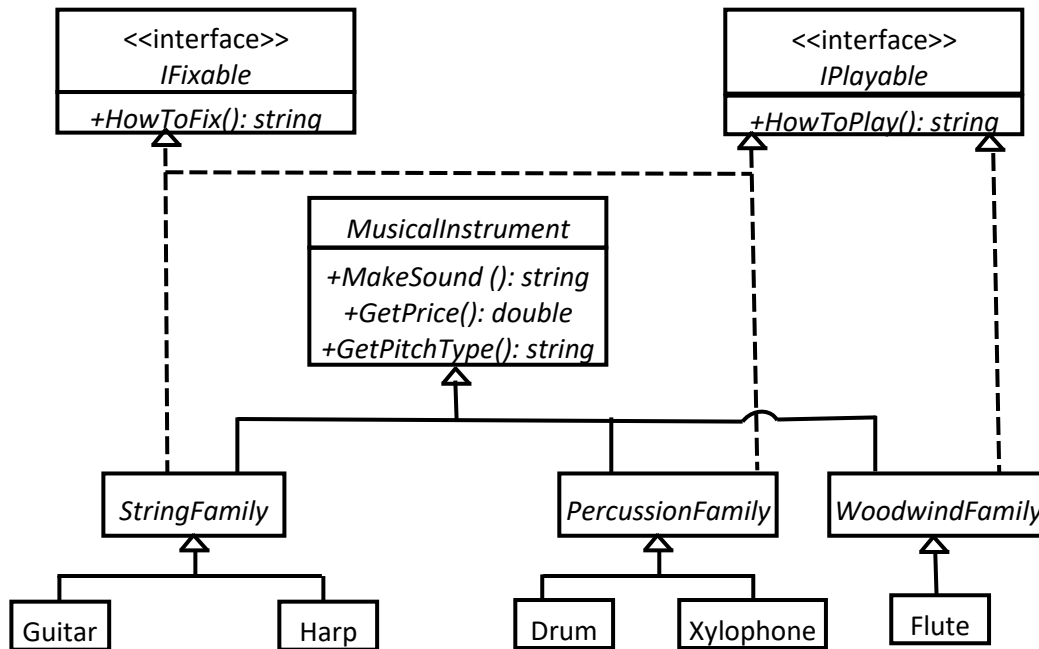 <<interface>>
IFixable
+HowToFix(): string
<<interface>>
IPlayable
+HowToPlay(): string
MusicalInstrument
+MakeSound (): string
+GetPrice(): double
+GetPitchType(): string
StringFamily
PercussionFamily
WoodwindFamily
Guitar
Harp
Drum
Xylophone
Flute